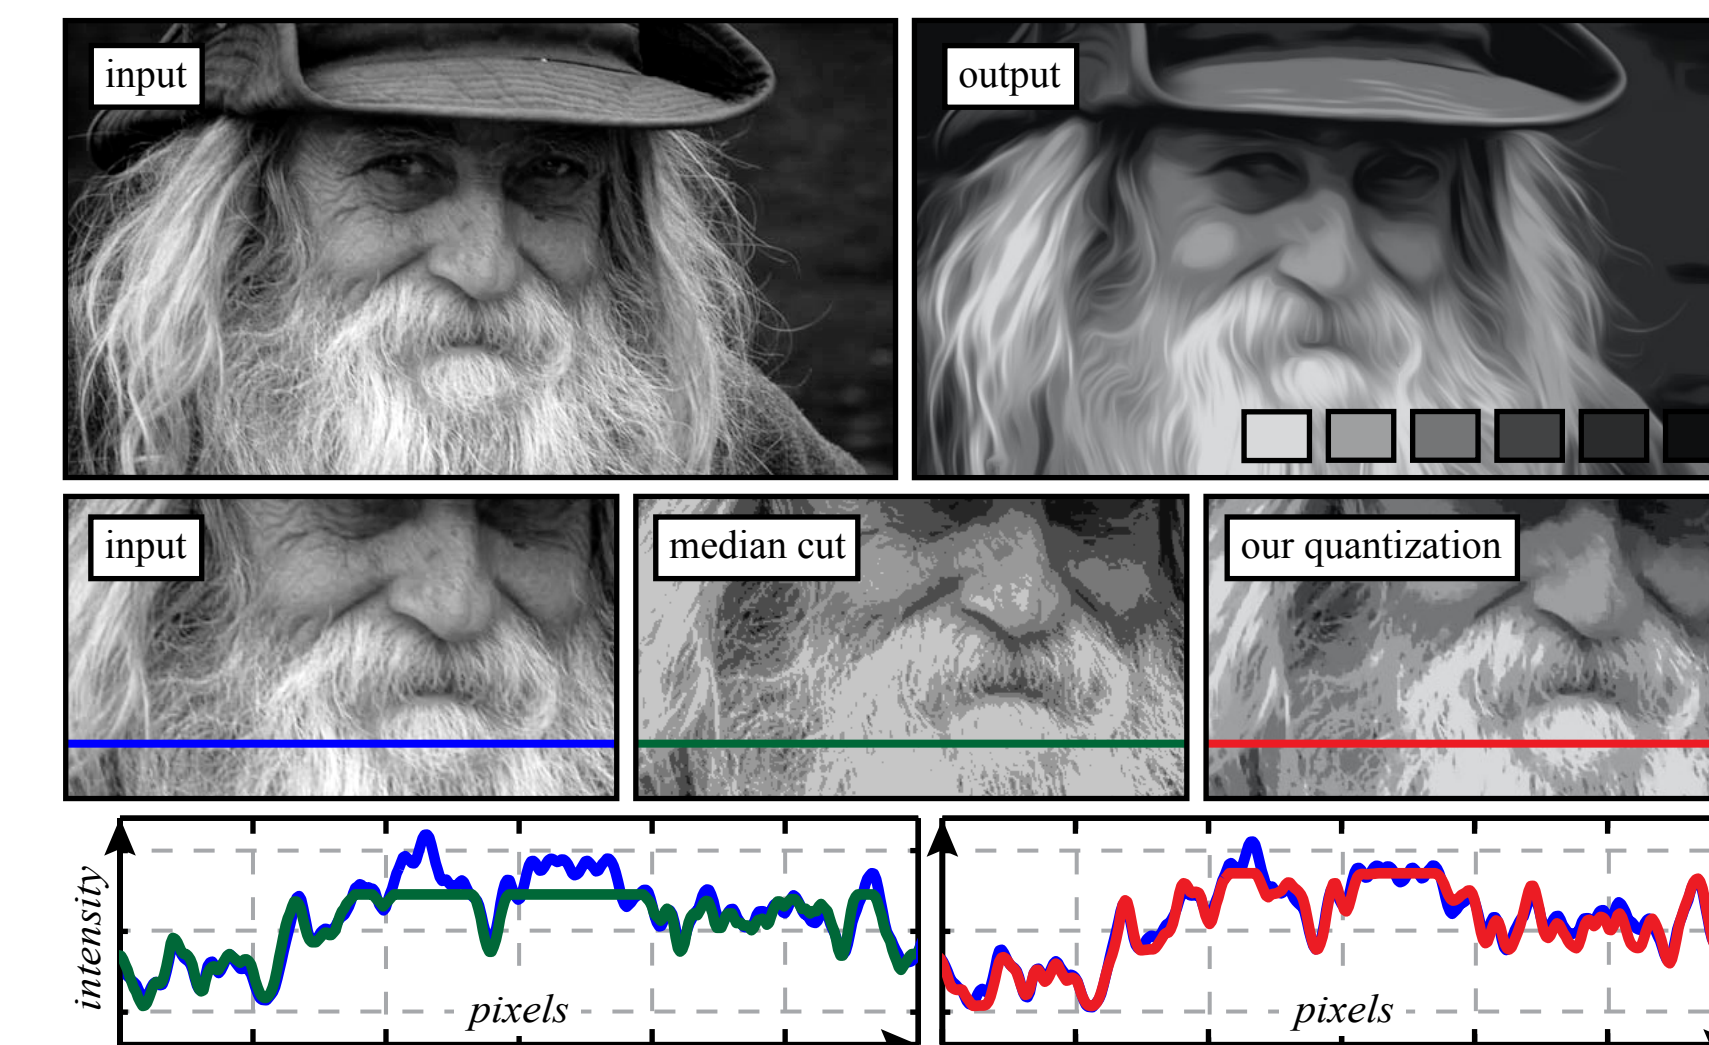 input
output
input
median cut
our quantization
intensity
pixels
pixels